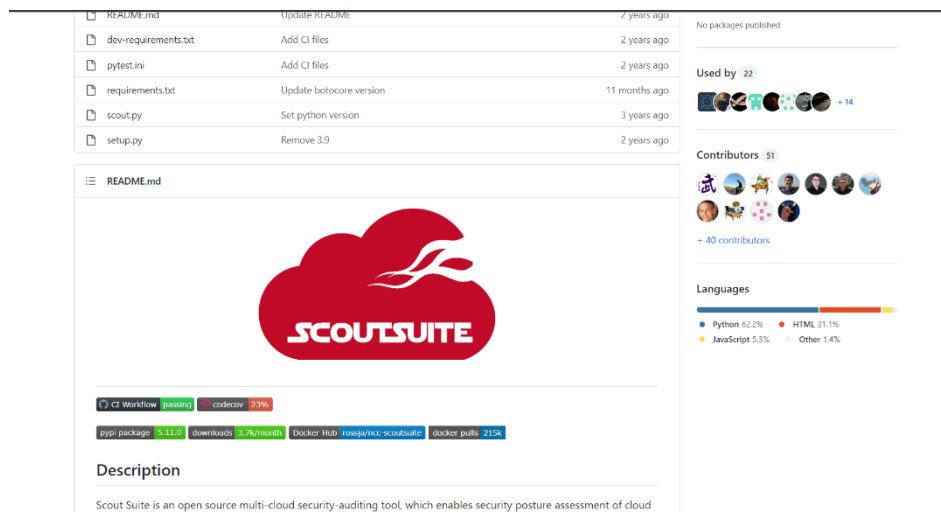 README.md Update README 2 years ago
dev-requirements.txt Add CI files 2 years ago
pytest.ini Add CI files 2 years ago
requirements.txt Update botocore version 11 months ago
scout.py Set python version 3 years ago
setup.py Remove 3.9 2 years ago
README.md
SCOUTSUITE
CI Workflow passing codecov 23%
pypi package 5.11.0 downloads 3.7k/month Docker Hub rossja/ncc-scoutsuite docker pulls 215k
Description
Scout Suite is an open source multi-cloud security-auditing tool, which enables security posture assessment of cloud
No packages published
Used by 22
+ 14
Contributors 51
武
+ 40 contributors
Languages
Python 62.2% HTML 31.1%
JavaScript 5.3% Other 1.4%